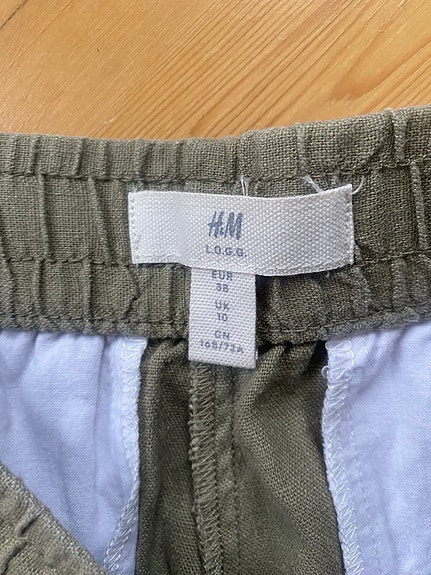 H&M
L.O.G.G.
EUR
38
UK
10
CN
165/72A